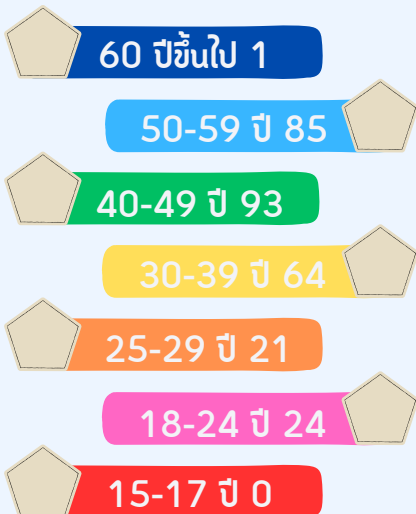 60 ปีขึ้นไป 1
50-59 ปี 85
40-49 ปี 93
30-39 ปี 64
25-29 ปี 21
18-24 ปี 24
15-17 ปี 0